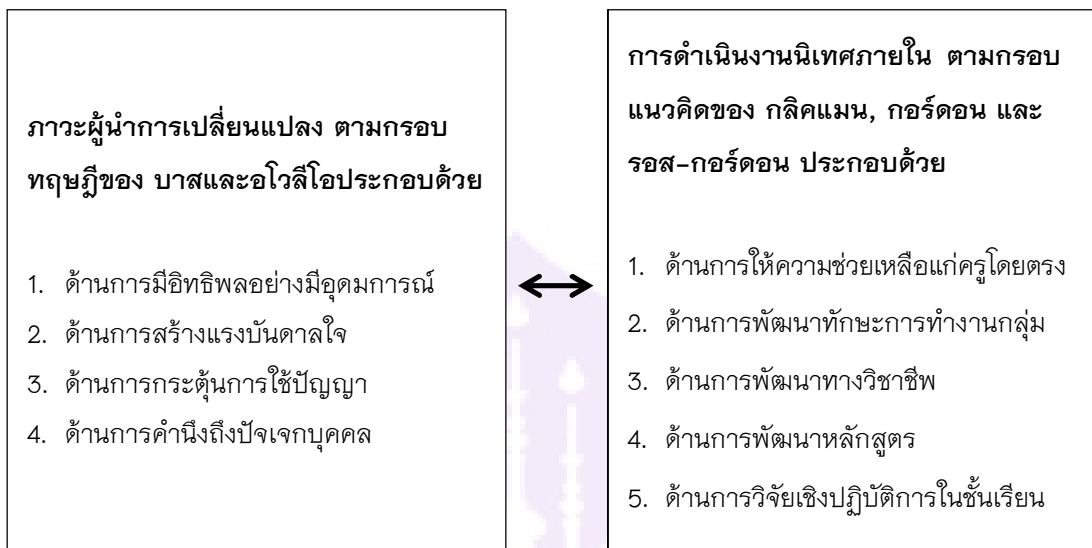 ภาวะผู้นำการเปลี่ยนแปลง ตามกรอบ
ทฤษฎีของ บาสและอโวลีโอประกอบด้วย
1. ด้านการมีอิทธิพลอย่างมีอุดมการณ์
2. ด้านการสร้างแรงบันดาลใจ
3. ด้านการกระตุ้นการใช้ปัญญา
4. ด้านการคำนึงถึงปัจเจกบุคคล
การดำเนินงานนิเทศภายใน ตามกรอบ
แนวคิดของ กลิคแมน, กอร์ดอน และ
รอส-กอร์ดอน ประกอบด้วย
1. ด้านการให้ความช่วยเหลือแก่ครูโดยตรง
2. ด้านการพัฒนาทักษะการทำงานกลุ่ม
3. ด้านการพัฒนาทางวิชาชีพ
4. ด้านการพัฒนาหลักสูตร
5. ด้านการวิจัยเชิงปฏิบัติการในชั้นเรียน